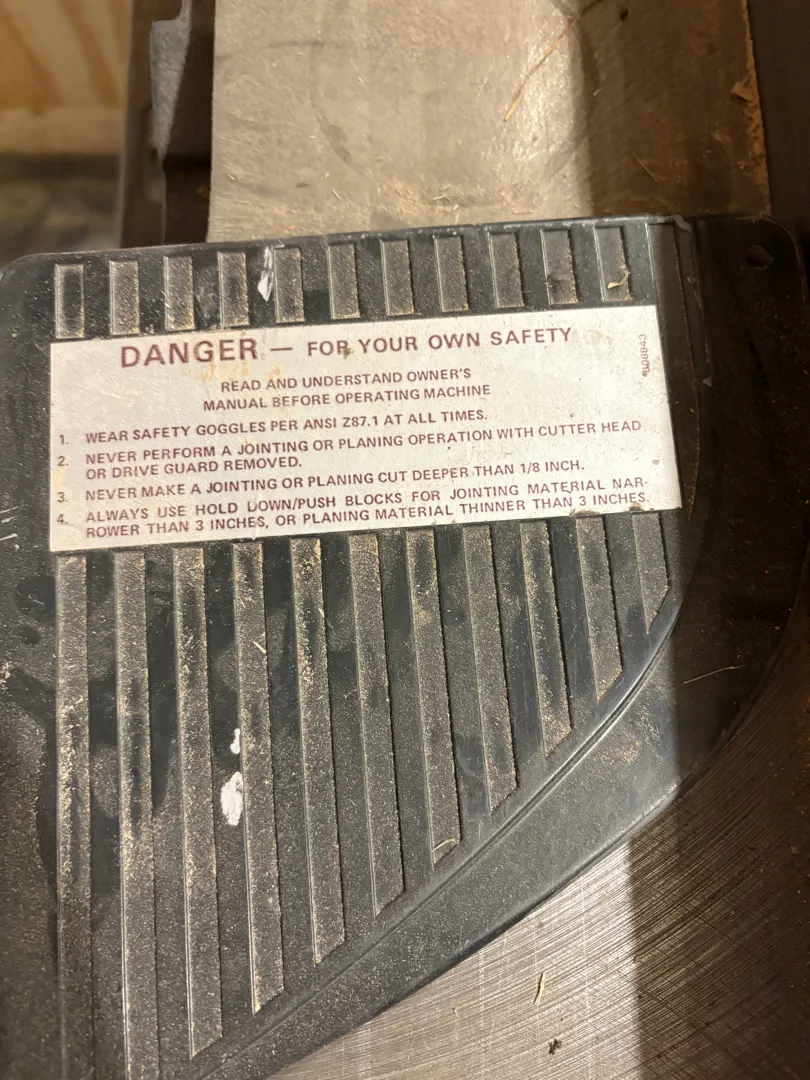 DANGER — FOR YOUR OWN SAFETY
READ AND UNDERSTAND OWNER'S
MANUAL BEFORE OPERATING MACHINE
1. WEAR SAFETY GOGGLES PER ANSI Z87.1 AT ALL TIMES.
2. NEVER PERFORM A JOINTING OR PLANING OPERATION WITH CUTTER HEAD
OR DRIVE GUARD REMOVED.
3. NEVER MAKE A JOINTING OR PLANING CUT DEEPER THAN 1/8 INCH.
4. ALWAYS USE HOLD DOWN/PUSH BLOCKS FOR JOINTING MATERIAL NAR-
ROWER THAN 3 INCHES, OR PLANING MATERIAL THINNER THAN 3 INCHES.